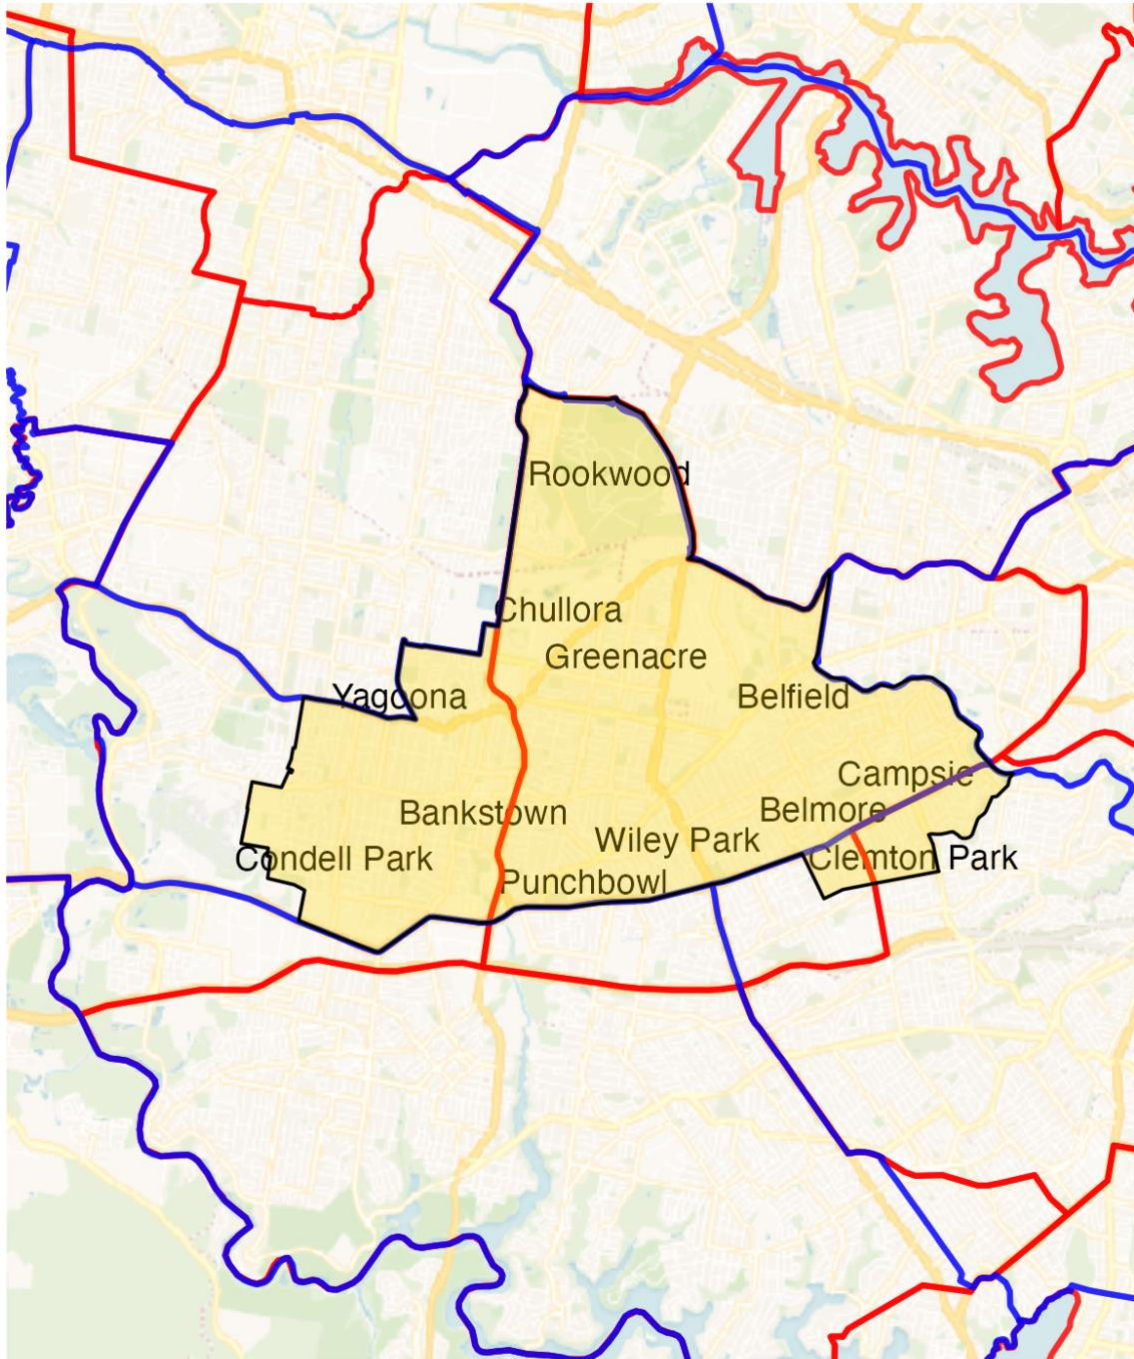 Rookwood
Chullora
Greenacre
Yagoona
Belfield
Campsie
Bankstown
Belmore
Wiley Park
Condell Park
Clemton Park
Punchbowl